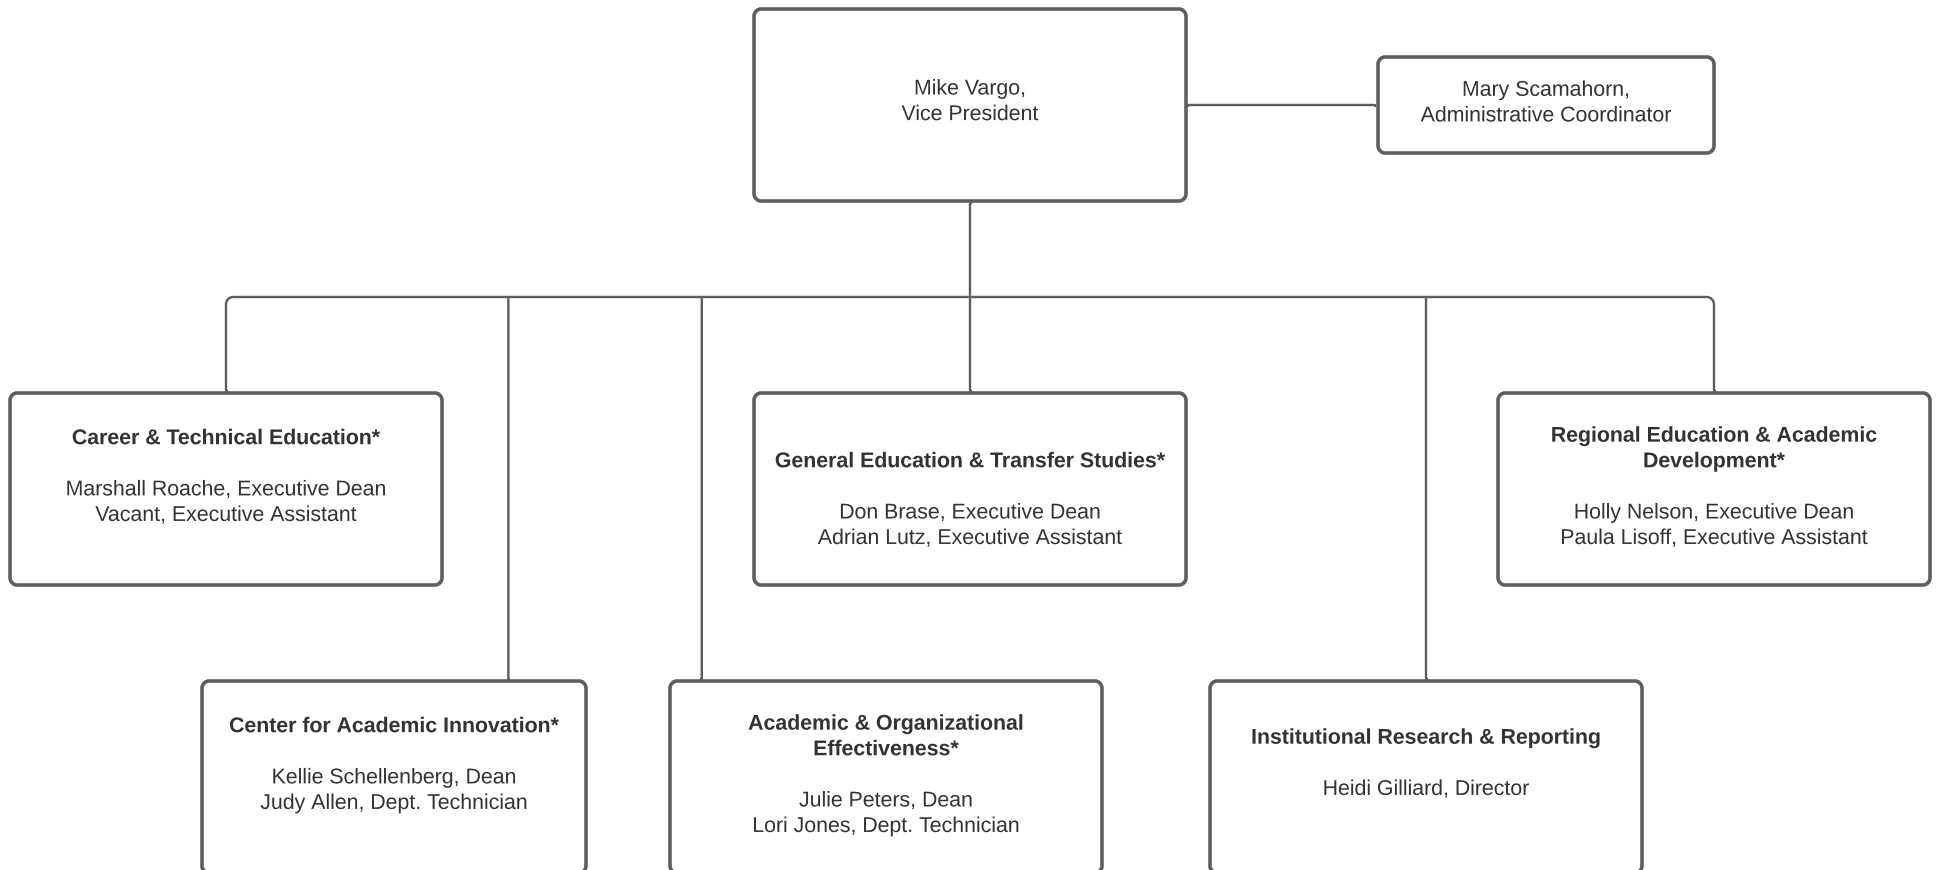 Mike Vargo,
Vice President
Mary Scamahorn,
Administrative Coordinator
Career & Technical Education*
Marshall Roache, Executive Dean
Vacant, Executive Assistant
General Education & Transfer Studies*
Don Brase, Executive Dean
Adrian Lutz, Executive Assistant
Regional Education & Academic
Development*
Holly Nelson, Executive Dean
Paula Lisoff, Executive Assistant
Center for Academic Innovation*
Kellie Schellenberg, Dean
Judy Allen, Dept. Technician
Academic & Organizational
Effectiveness*
Julie Peters, Dean
Lori Jones, Dept. Technician
Institutional Research & Reporting
Heidi Gilliard, Director